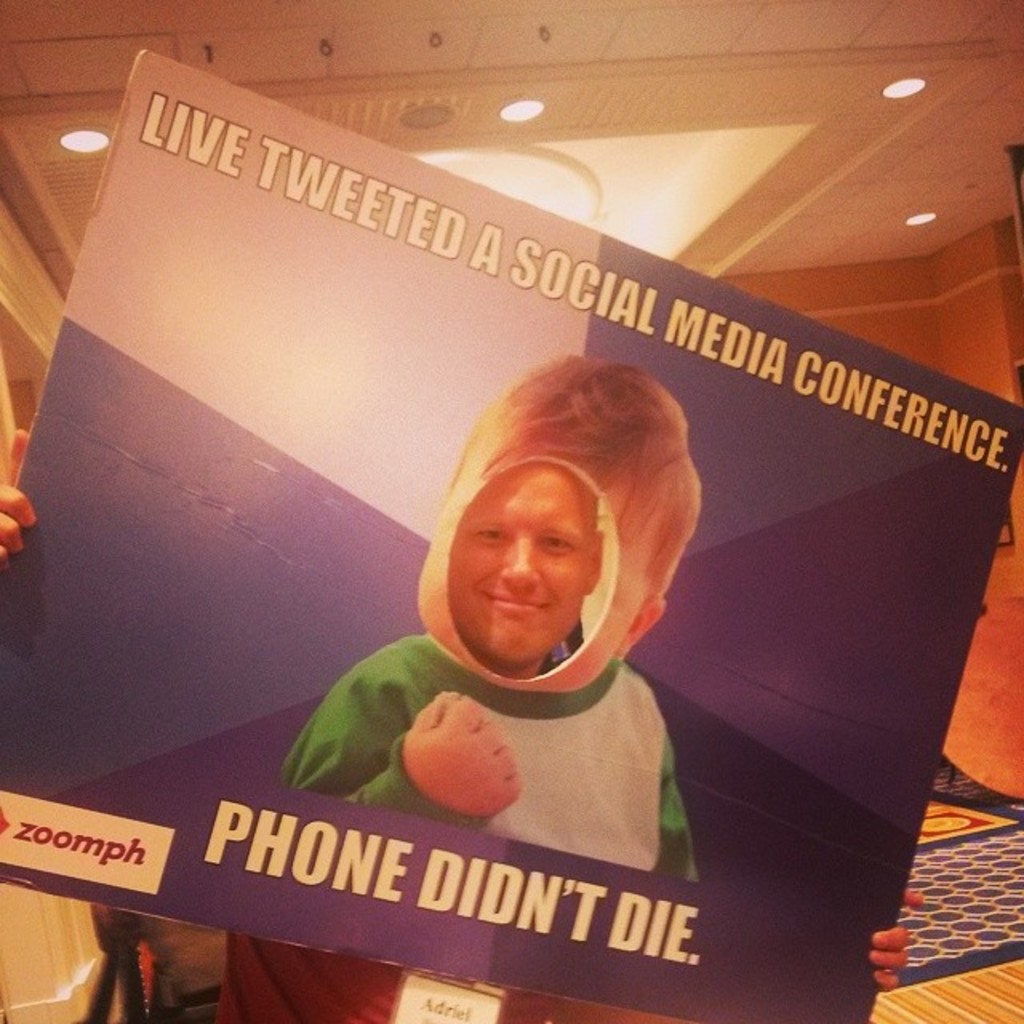 LIVE TWEETED A SOCIAL MEDIA CONFERENCE.
PHONE DIDN'T DIE.
zoomph
Adriel